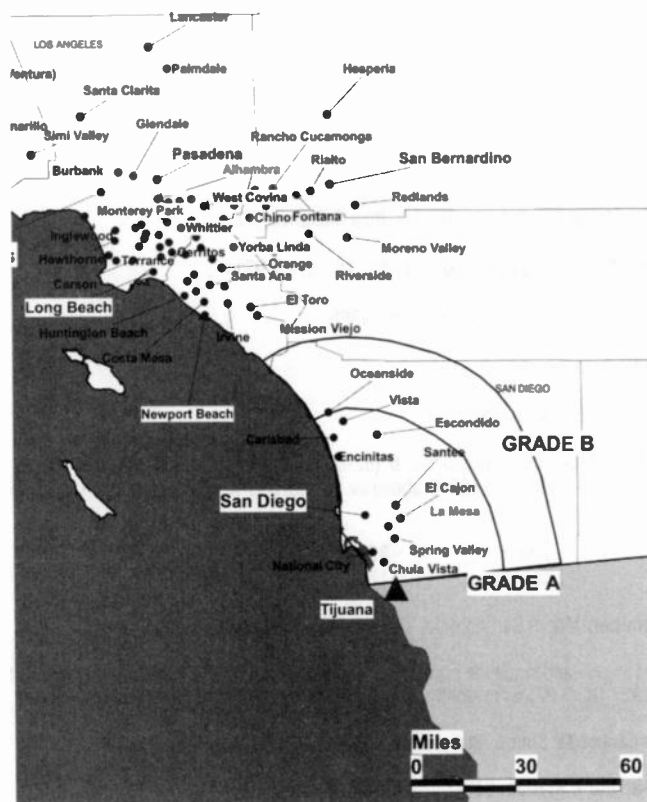 Lancaster
LOS ANGELES
Palmdale
Ventura)
Hesperia
Santa Clarita
Simi Valley
Glendale
Rancho Cucamonga
Burbank
Pasadena
Alhambra
Rialto
San Bernardino
West Covina
Redlands
Monterey Park
Chino
Fontana
Whittier
Inglewood
Cerritos
Yorba Linda
Moreno Valley
Hawthorne
Torrance
Orange
Riverside
Carson
Santa Ana
Long Beach
El Toro
Huntington Beach
Irvine
Mission Viejo
Costa Mesa
Oceanside
SAN DIEGO
Newport Beach
Vista
Carlsbad
Escondido
GRADE B
Encinitas
Santee
San Diego
El Cajon
La Mesa
Spring Valley
National City
Chula Vista
GRADE A
Tijuana
Miles
0 30 60